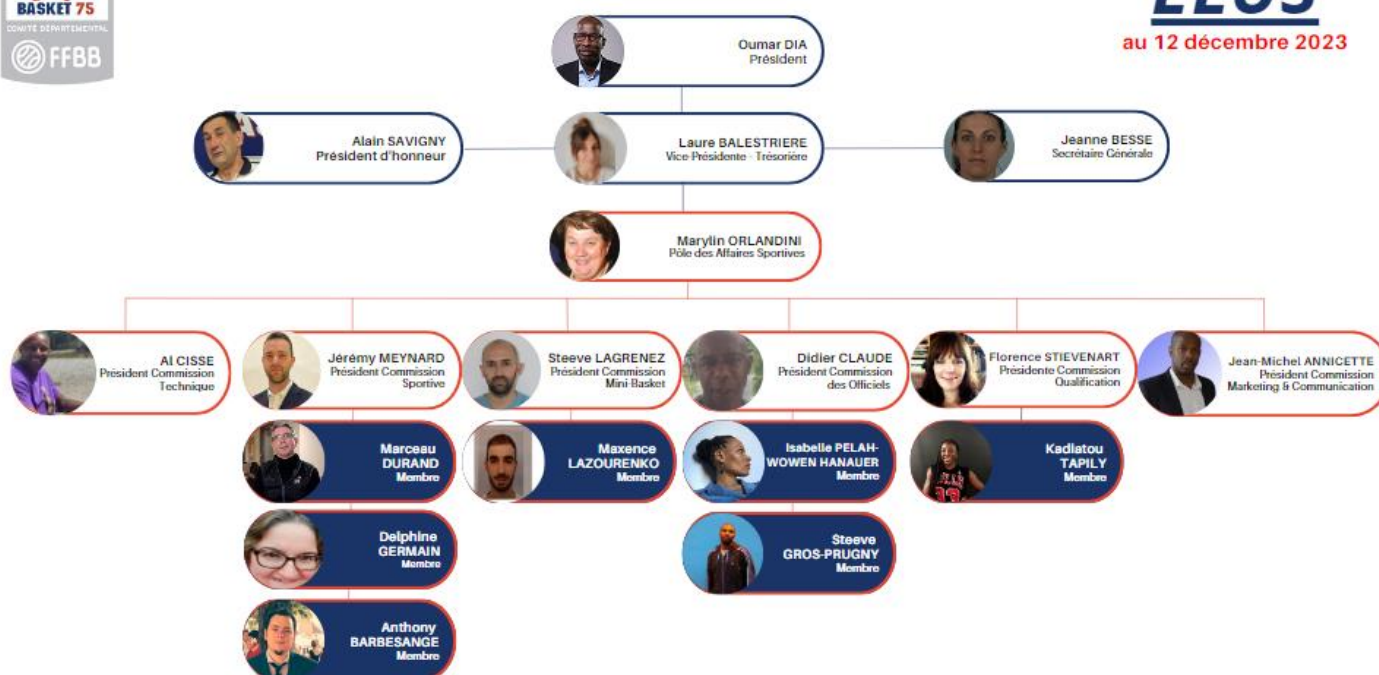 BASKET 75
COMITÉ DÉPARTEMENTAL
FFBB
au 12 décembre 2023
Oumar DIA
Président
Alain SAVIGNY
Président d'honneur
Laure BALESTRIERE
Vice-Présidente - Trésorière
Jeanne BESSE
Secrétaire Générale
Marylin ORLANDINI
Pôle des Affaires Sportives
Al CISSE
Président Commission
Technique
Jérémy MEYNARD
Président Commission
Sportive
Steeve LAGRENEZ
Président Commission
Mini-Basket
Didier CLAUDE
Président Commission
des Officiels
Florence STIEVENART
Présidente Commission
Qualification
Jean-Michel ANNICETTE
Président Commission
Marketing & Communication
Marceau
DURAND
Membre
Maxence
LAZOURENKO
Membre
Isabelle PELAH-
WOWEN HANAUER
Membre
Kadiatou
TAPILY
Membre
Delphine
GERMAIN
Membre
Steeve
GROS-PRUGNY
Membre
Anthony
BARBESANGE
Membre